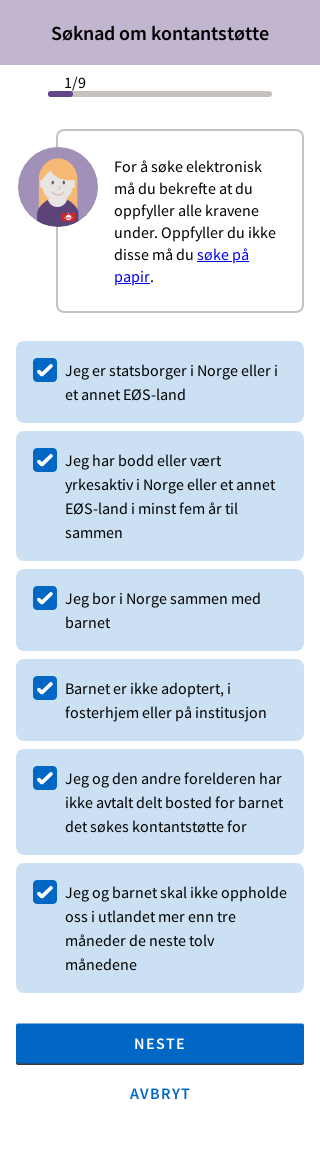 Søknad om kontantstøtte
1/9
For å søke elektronisk
må du bekrefte at du
oppfyller alle kravene
under. Oppfyller du ikke
disse må du søke på
papir.
Jeg er statsborger i Norge eller i
et annet EØS-land
Jeg har bodd eller vært
yrkesaktiv i Norge eller et annet
EØS-land i minst fem år til
sammen
Jeg bor i Norge sammen med
barnet
Barnet er ikke adoptert, i
fosterhjem eller på institusjon
Jeg og den andre forelderen har
ikke avtalt delt bosted for barnet
det søkes kontantstøtte for
Jeg og barnet skal ikke oppholde
oss i utlandet mer enn tre
måneder de neste tolv
månedene
NESTE
AVBRYT